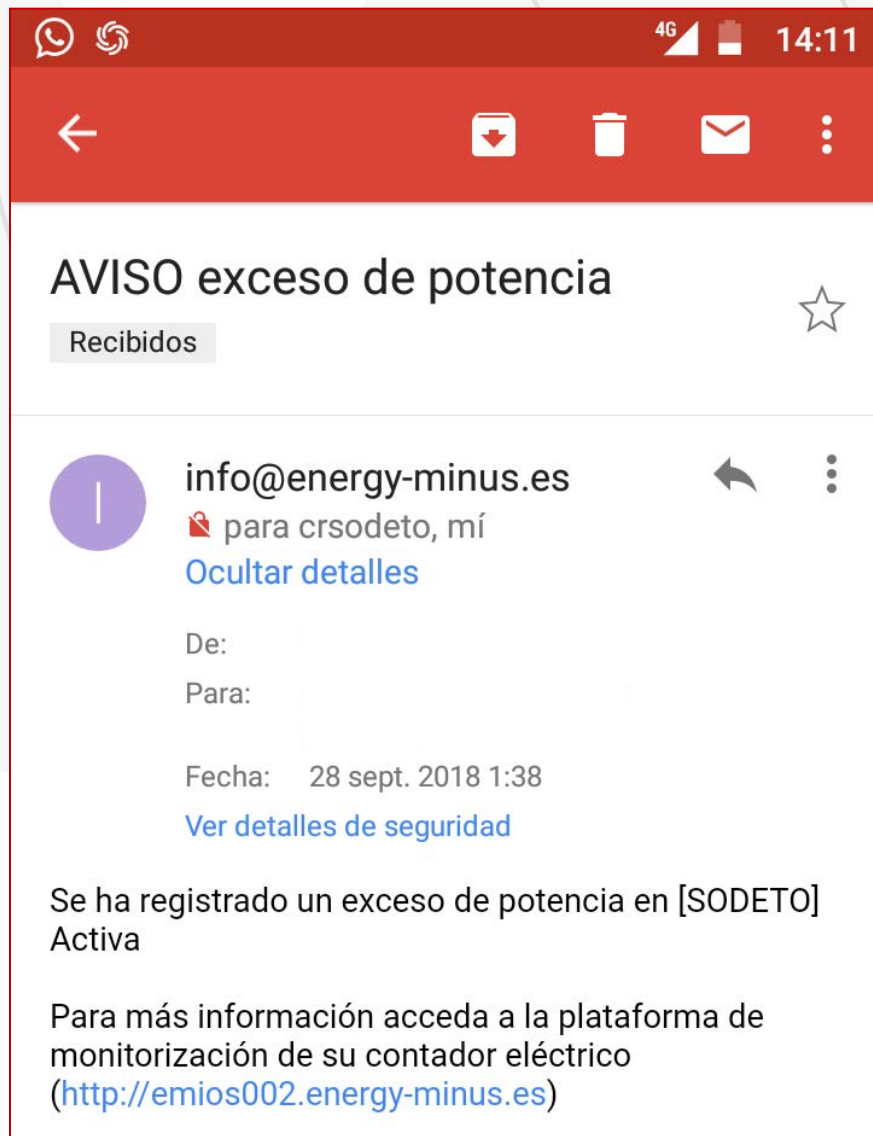 4G 14:11
AVISO exceso de potencia
Recibidos
I
info@energy-minus.es
para crsodeto, mí
Ocultar detalles
De:
Para:
Fecha: 28 sept. 2018 1:38
Ver detalles de seguridad
Se ha registrado un exceso de potencia en [SODETO]
Activa
Para más información acceda a la plataforma de
monitorización de su contador eléctrico
(http://emios002.energy-minus.es)